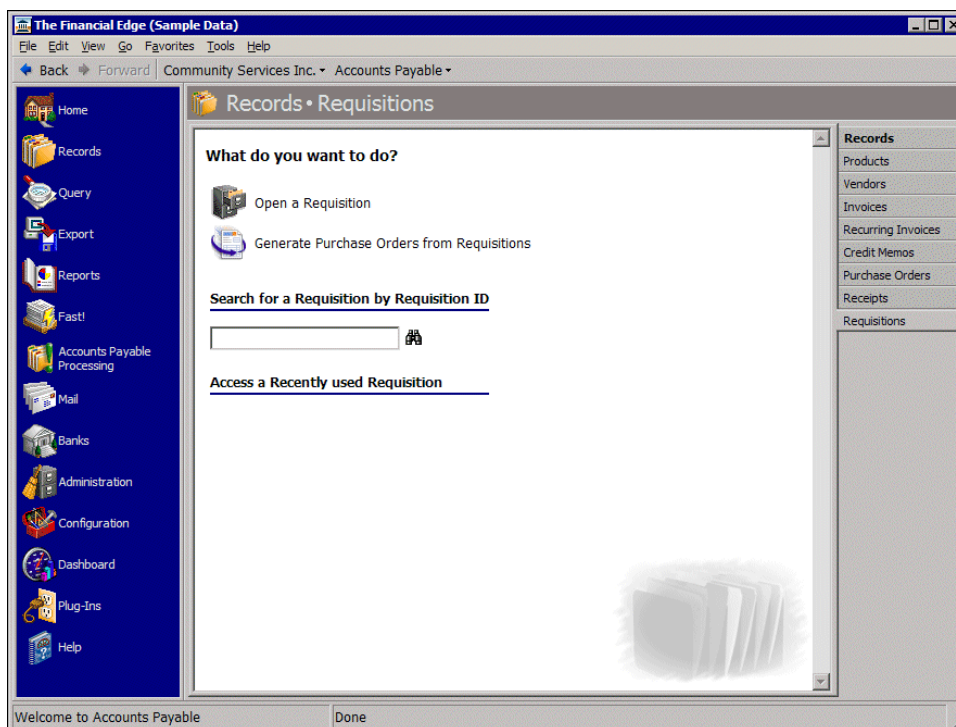 The Financial Edge (Sample Data)
File Edit View Go Favorites Tools Help
Back Forward Community Services Inc. Accounts Payable
Home
Records
Query
Export
Reports
Fast!
Accounts Payable
Processing
Mail
Banks
Administration
Configuration
Dashboard
Plug-Ins
Help
Records • Requisitions
What do you want to do?
Open a Requisition
Generate Purchase Orders from Requisitions
Search for a Requisition by Requisition ID
Access a Recently used Requisition
Records
Products
Vendors
Invoices
Recurring Invoices
Credit Memos
Purchase Orders
Receipts
Requisitions
Welcome to Accounts Payable
Done